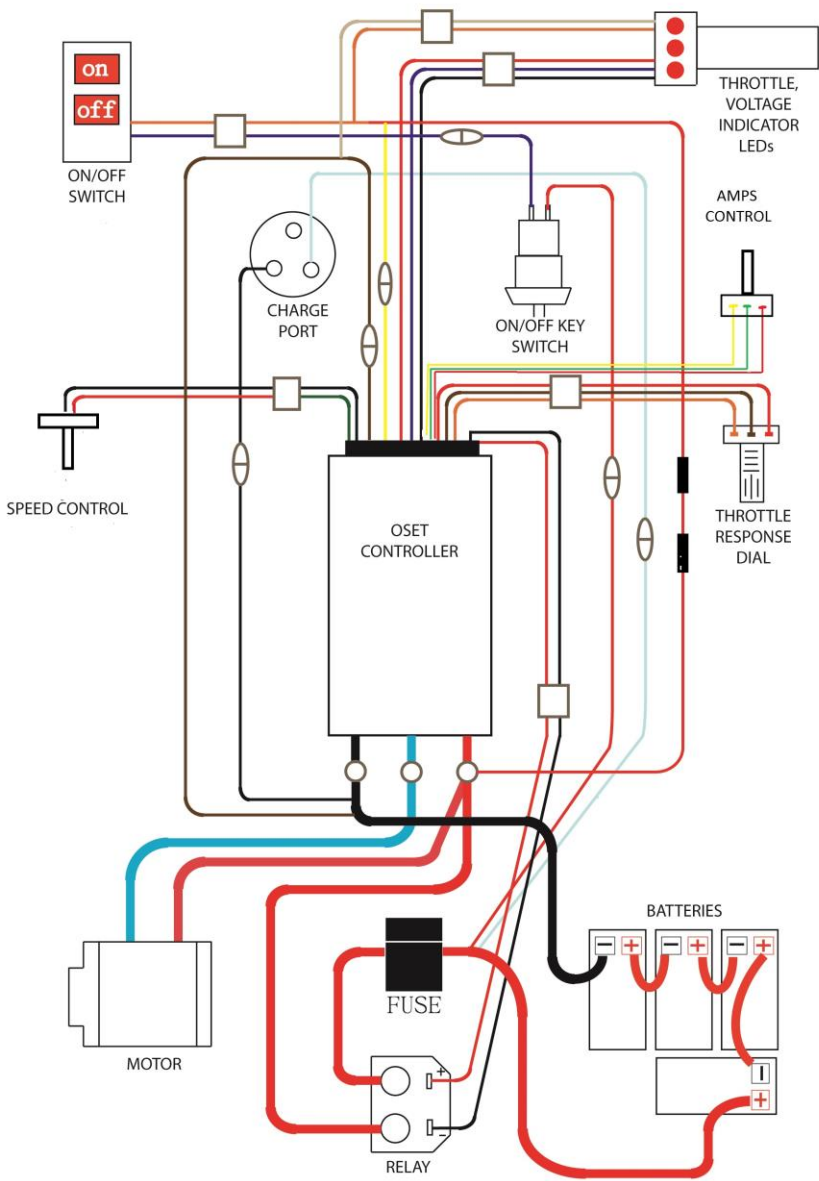 on
off
ON/OFF
SWITCH
THROTTLE,
VOLTAGE
INDICATOR
LEDs
AMPS
CONTROL
CHARGE
PORT
ON/OFF KEY
SWITCH
SPEED CONTROL
OSET
CONTROLLER
THROTTLE
RESPONSE
DIAL
BATTERIES
− + − + − +
FUSE
MOTOR
−
+
+
−
RELAY